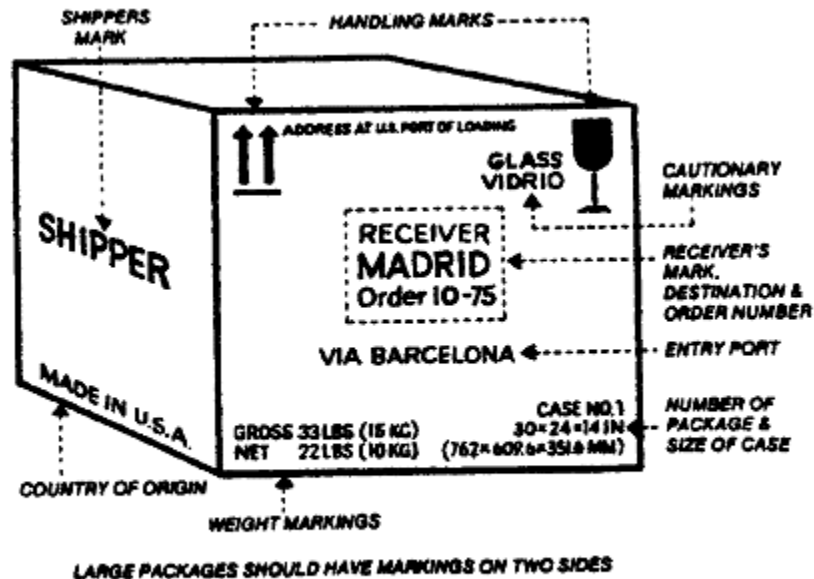 SHIPPERS
MARK
HANDLING MARKS
ADDRESS AT U.S. PORT OF LOADING
GLASS
VIDRIO
CAUTIONARY
MARKINGS
SHIPPER
RECEIVER
MADRID
Order 10-75
RECEIVER'S
MARK,
DESTINATION &
ORDER NUMBER
VIA BARCELONA
ENTRY PORT
MADE IN U.S.A.
CASE NO.1
GROSS 33 LBS (15 KG) 30×24×14 IN
NET 22 LBS (10 KG) (762×609.6×351.6 MM)
NUMBER OF
PACKAGE &
SIZE OF CASE
COUNTRY OF ORIGIN
WEIGHT MARKINGS
LARGE PACKAGES SHOULD HAVE MARKINGS ON TWO SIDES